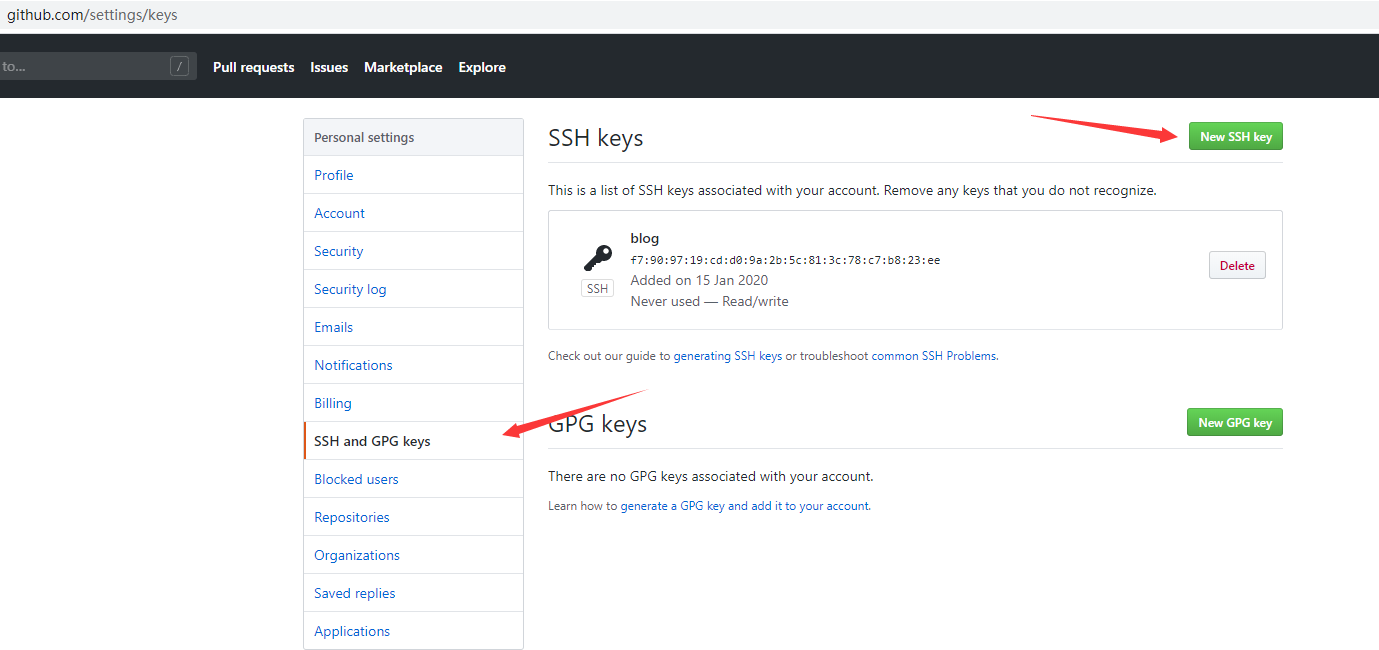 github.com/settings/keys
to...
/
Pull requests
Issues
Marketplace
Explore
Personal settings
Profile
Account
Security
Security log
Emails
Notifications
Billing
SSH and GPG keys
Blocked users
Repositories
Organizations
Saved replies
Applications
SSH keys
New SSH key
This is a list of SSH keys associated with your account. Remove any keys that you do not recognize.
SSH
blog
f7:90:97:19:cd:d0:9a:2b:5c:81:3c:78:c7:b8:23:ee
Added on 15 Jan 2020
Never used — Read/write
Delete
Check out our guide to generating SSH keys or troubleshoot common SSH Problems.
GPG keys
New GPG key
There are no GPG keys associated with your account.
Learn how to generate a GPG key and add it to your account.